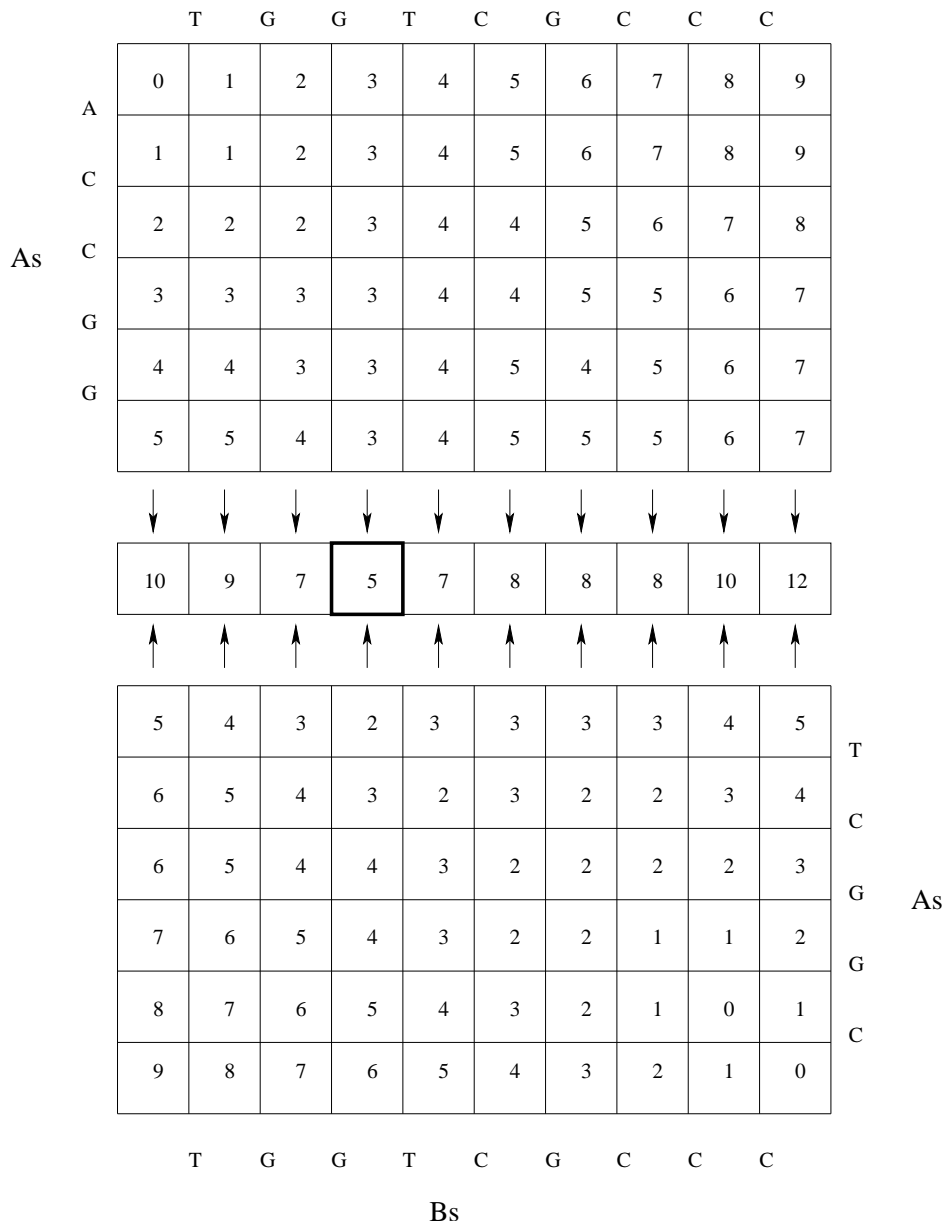 T G G T C G C C C
0 1 2 3 4 5 6 7 8 9
A
1 1 2 3 4 5 6 7 8 9
C
2 2 2 3 4 4 5 6 7 8
As C
3 3 3 3 4 4 5 5 6 7
G
4 4 3 3 4 5 4 5 6 7
G
5 5 4 3 4 5 5 5 6 7
10 9 7 5 7 8 8 8 10 12
5 4 3 2 3 3 3 3 4 5
T
6 5 4 3 2 3 2 2 3 4
C
6 5 4 4 3 2 2 2 2 3
G As
7 6 5 4 3 2 2 1 1 2
G
8 7 6 5 4 3 2 1 0 1
C
9 8 7 6 5 4 3 2 1 0
T G G T C G C C C
Bs